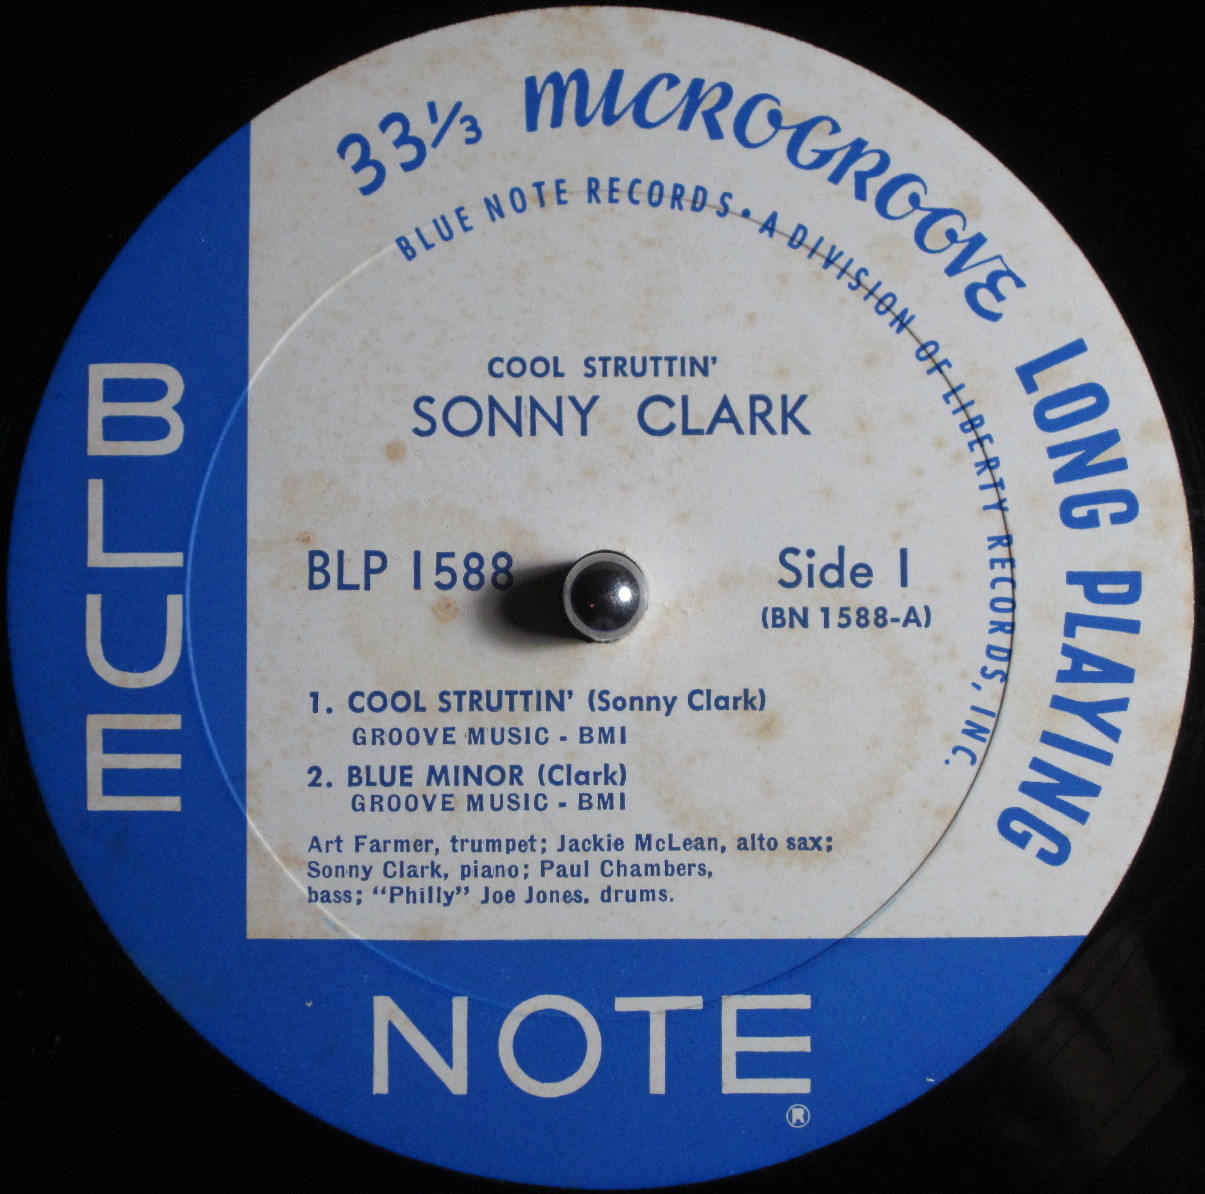 33⅓ MICROGROOVE LONG PLAYING
BLUE NOTE RECORDS • A DIVISION OF LIBERTY RECORDS, INC.
COOL STRUTTIN'
SONNY CLARK
BLP 1588
Side 1
(BN 1588-A)
1. COOL STRUTTIN' (Sonny Clark)
GROOVE MUSIC - BMI
2. BLUE MINOR (Clark)
GROOVE MUSIC - BMI
Art Farmer, trumpet; Jackie McLean, alto sax;
Sonny Clark, piano; Paul Chambers,
bass; “Philly” Joe Jones. drums.
BLUE
NOTE
®